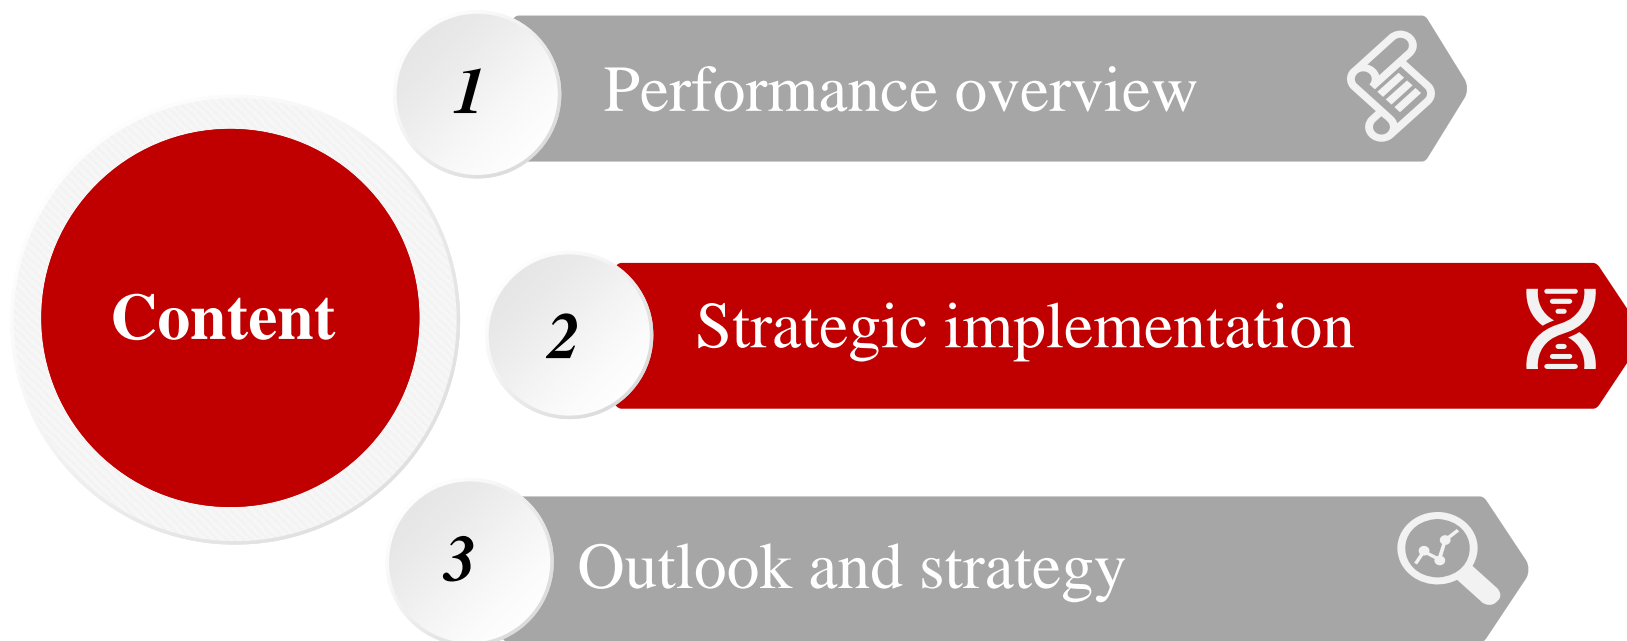 1
Performance overview
Content
2
Strategic implementation
3
Outlook and strategy